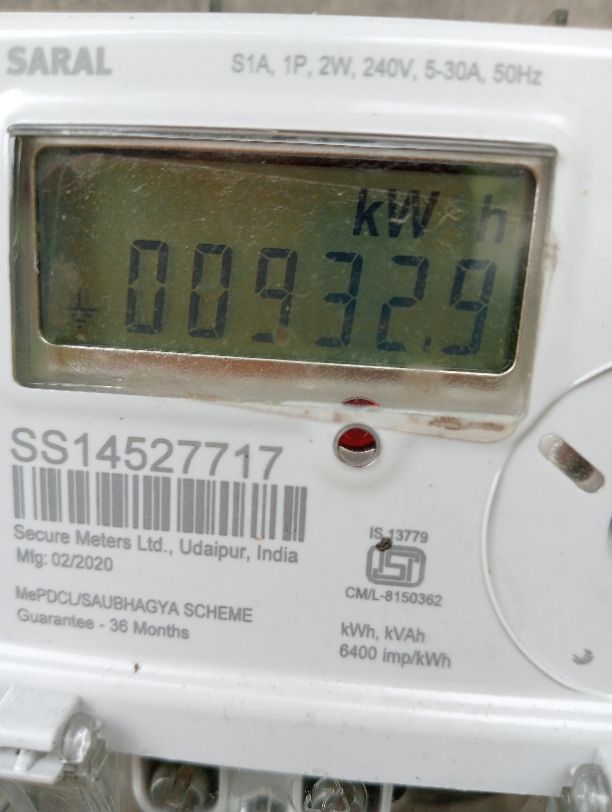 SARAL
S1A, 1P, 2W, 240V, 5-30A, 50Hz
kW h
00932.9
SS14527717
Secure Meters Ltd., Udaipur, India
Mfg: 02/2020
MePDCL/SAUBHAGYA SCHEME
Guarantee - 36 Months
IS 13779
ISI
CM/L-8150362
kWh, kVAh
6400 imp/kWh